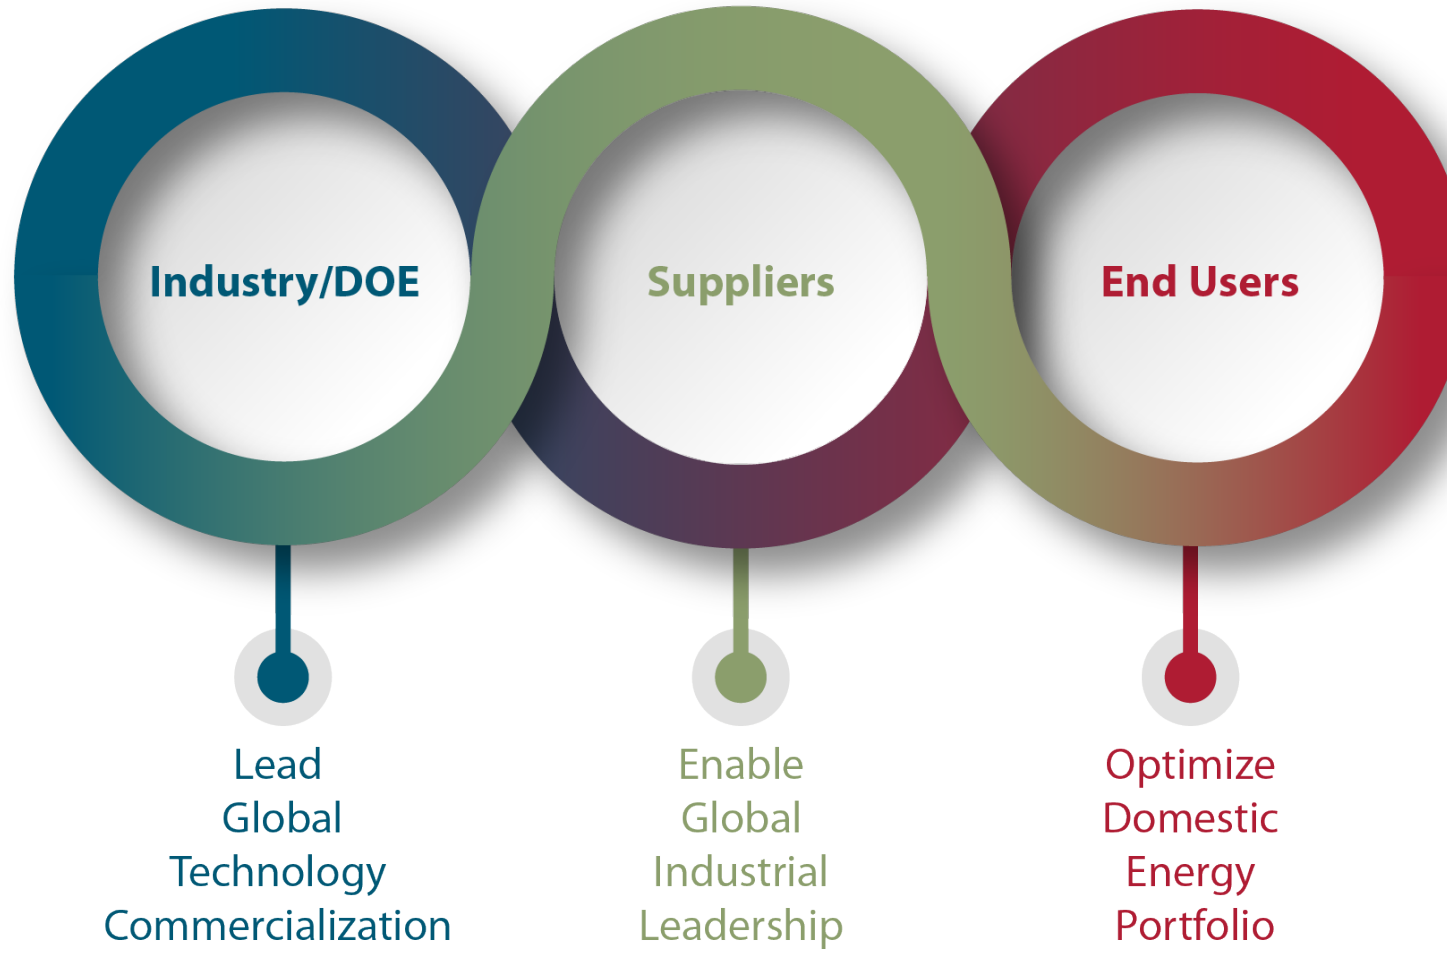 Industry/DOE
Suppliers
End Users
Lead
Global
Technology
Commercialization
Enable
Global
Industrial
Leadership
Optimize
Domestic
Energy
Portfolio